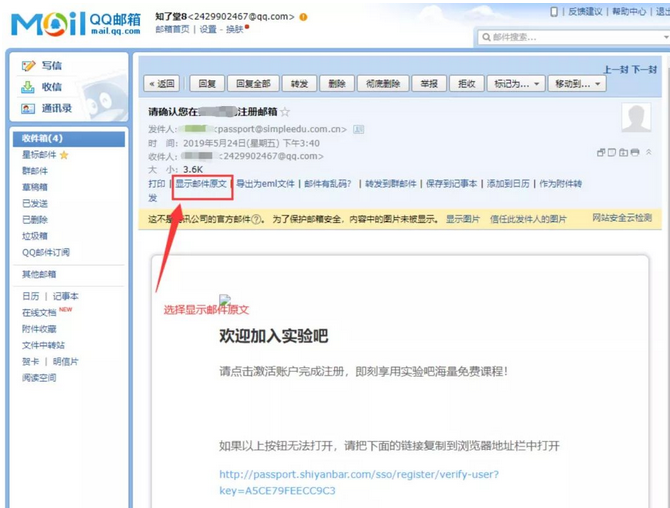 Mail QQ邮箱 mail.qq.com
知了堂8<2429902467@qq.com>
邮箱首页 | 设置 - 换肤
反馈建议 | 帮助中心 |
邮件搜索...
写信
收信
通讯录
收件箱(4)
星标邮件
群邮件
草稿箱
已发送
已删除
垃圾箱
QQ邮件订阅
其他邮箱
日历 | 记事本
在线文档 NEW
附件收藏
文件中转站
贺卡 | 明信片
阅读空间
上一封 下一封
« 返回 回复 回复全部 转发 删除 彻底删除 举报 拒收 标记为... 移动到...
请确认您在 注册邮箱
发件人: passport@simpleedu.com.cn>
时 间: 2019年5月24日(星期五) 下午3:40
收件人: <2429902467@qq.com>
大 小: 3.6K
打印 | 显示邮件原文 | 导出为eml文件 | 邮件有乱码? | 转发到群邮件 | 保存到记事本 | 添加到日历 | 作为附件转
发
这不是 讯公司的官方邮件?。 为了保护邮箱安全，内容中的图片未被显示。 显示图片 信任此发件人的图片 网站安全云检测
选择显示邮件原文
欢迎加入实验吧
请点击激活账户完成注册，即刻享用实验吧海量免费课程！
如果以上按钮无法打开，请把下面的链接复制到浏览器地址栏中打开
http://passport.shiyanbar.com/sso/register/verify-user?
key=A5CE79FEECC9C3